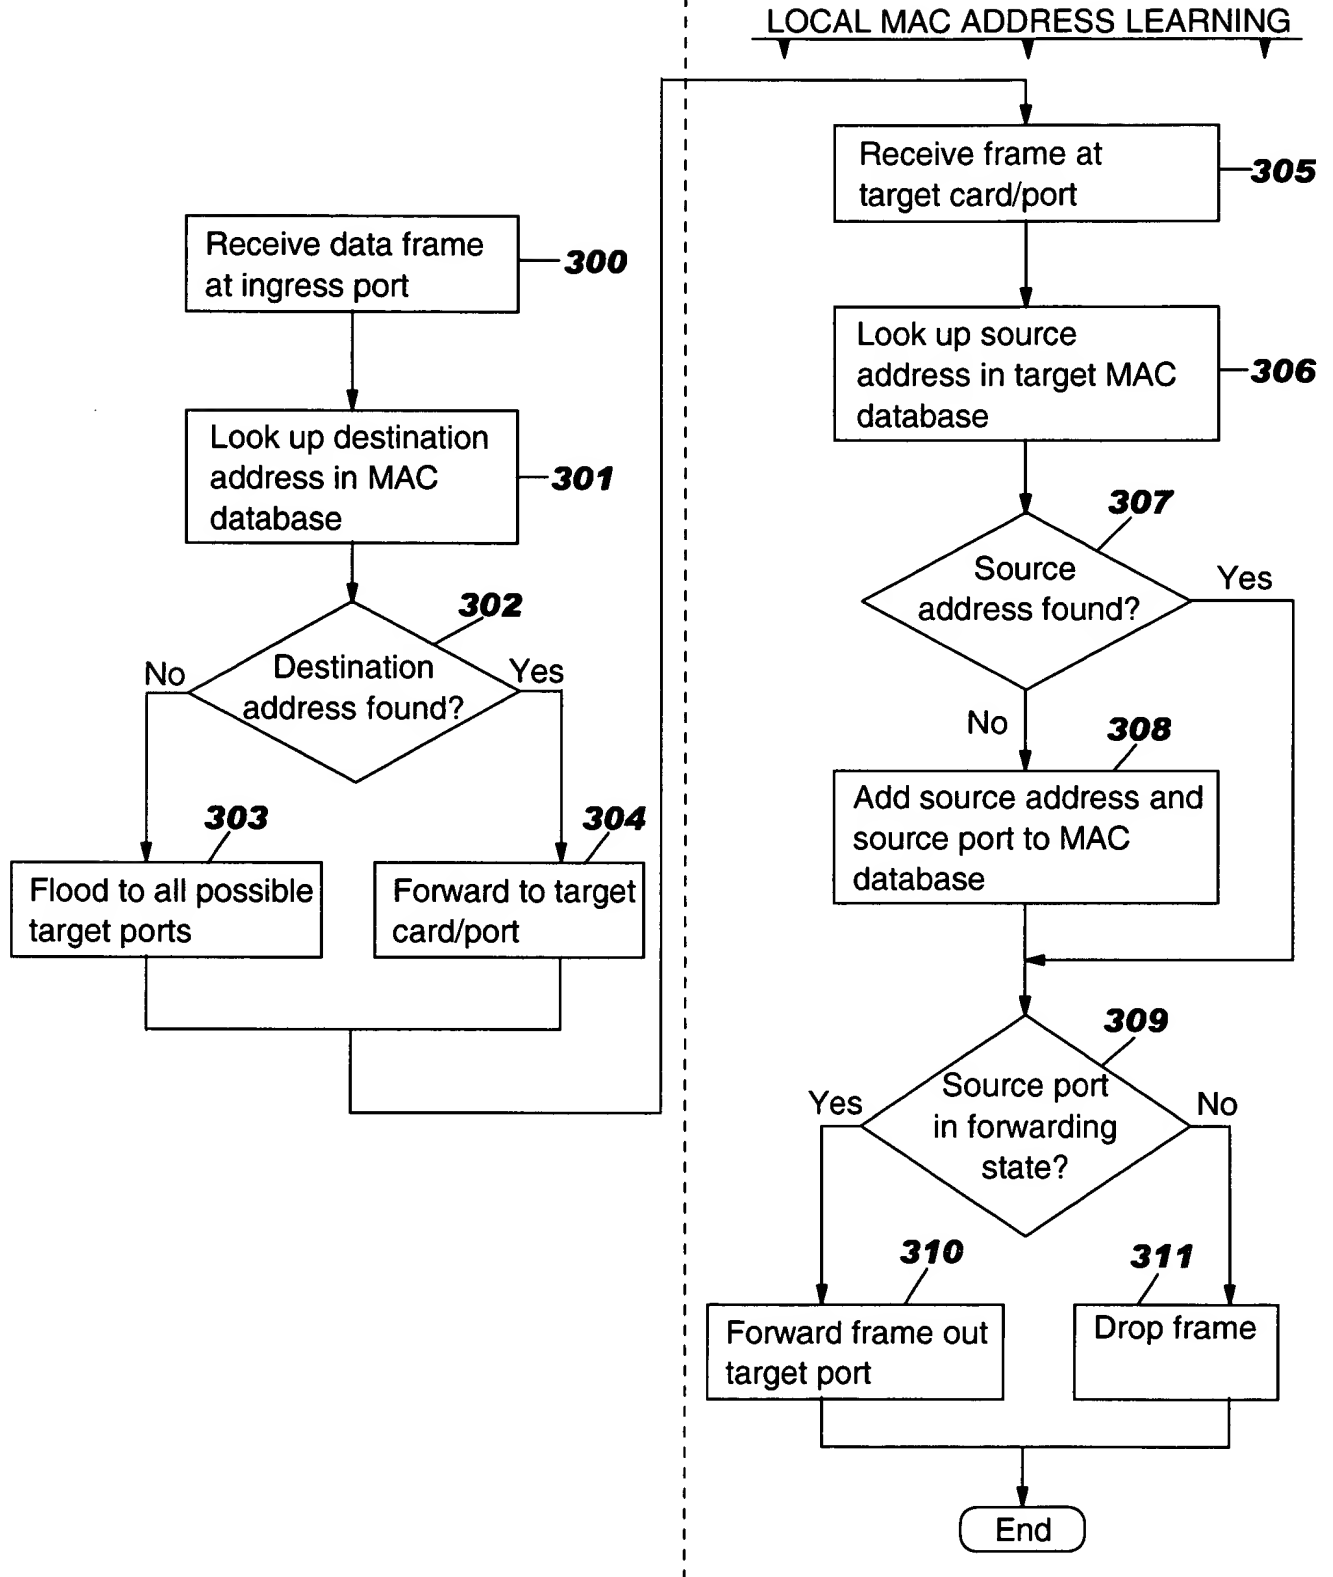 LOCAL MAC ADDRESS LEARNING
Receive data frame
at ingress port
300
Look up destination
address in MAC
database
301
302
Destination
address found?
No
Yes
303
Flood to all possible
target ports
304
Forward to target
card/port
Receive frame at
target card/port
305
Look up source
address in target MAC
database
306
307
Source
address found?
Yes
No
308
Add source address and
source port to MAC
database
309
Source port
in forwarding
state?
Yes
No
310
Forward frame out
target port
311
Drop frame
End